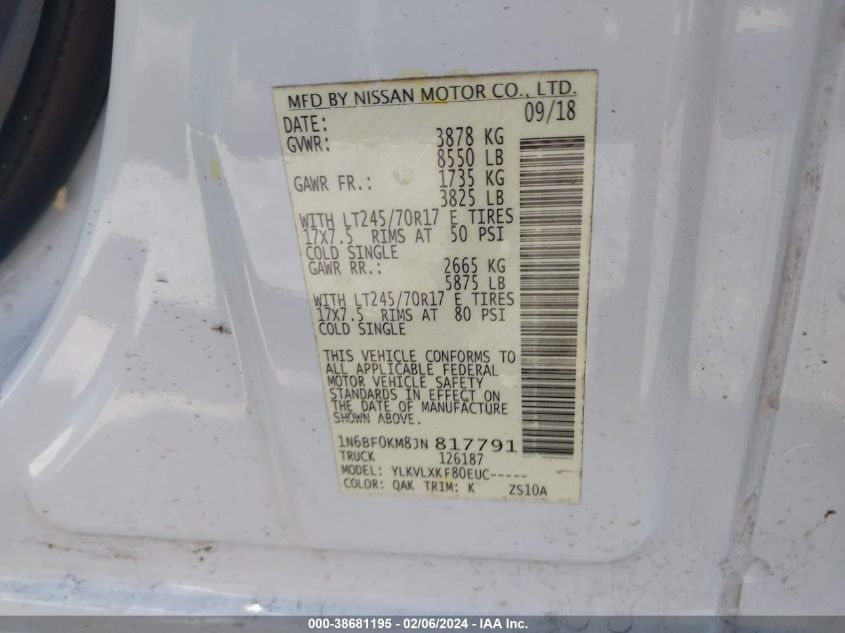 MFD BY NISSAN MOTOR CO., LTD.
DATE: 09/18
GVWR: 3878 KG
8550 LB
GAWR FR.: 1735 KG
3825 LB
WITH LT245/70R17 E TIRES
17X7.5 RIMS AT 50 PSI
COLD SINGLE
GAWR RR.: 2665 KG
5875 LB
WITH LT245/70R17 E TIRES
17X7.5 RIMS AT 80 PSI
COLD SINGLE
THIS VEHICLE CONFORMS TO
ALL APPLICABLE FEDERAL
MOTOR VEHICLE SAFETY
STANDARDS IN EFFECT ON
THE DATE OF MANUFACTURE
SHOWN ABOVE.
1N6BF0KM8JN 817791
TRUCK 126187
MODEL: YLKVLXKF80EUC-----
COLOR: QAK TRIM: K ZS10A
000-38681195 - 02/06/2024 - IAA Inc.